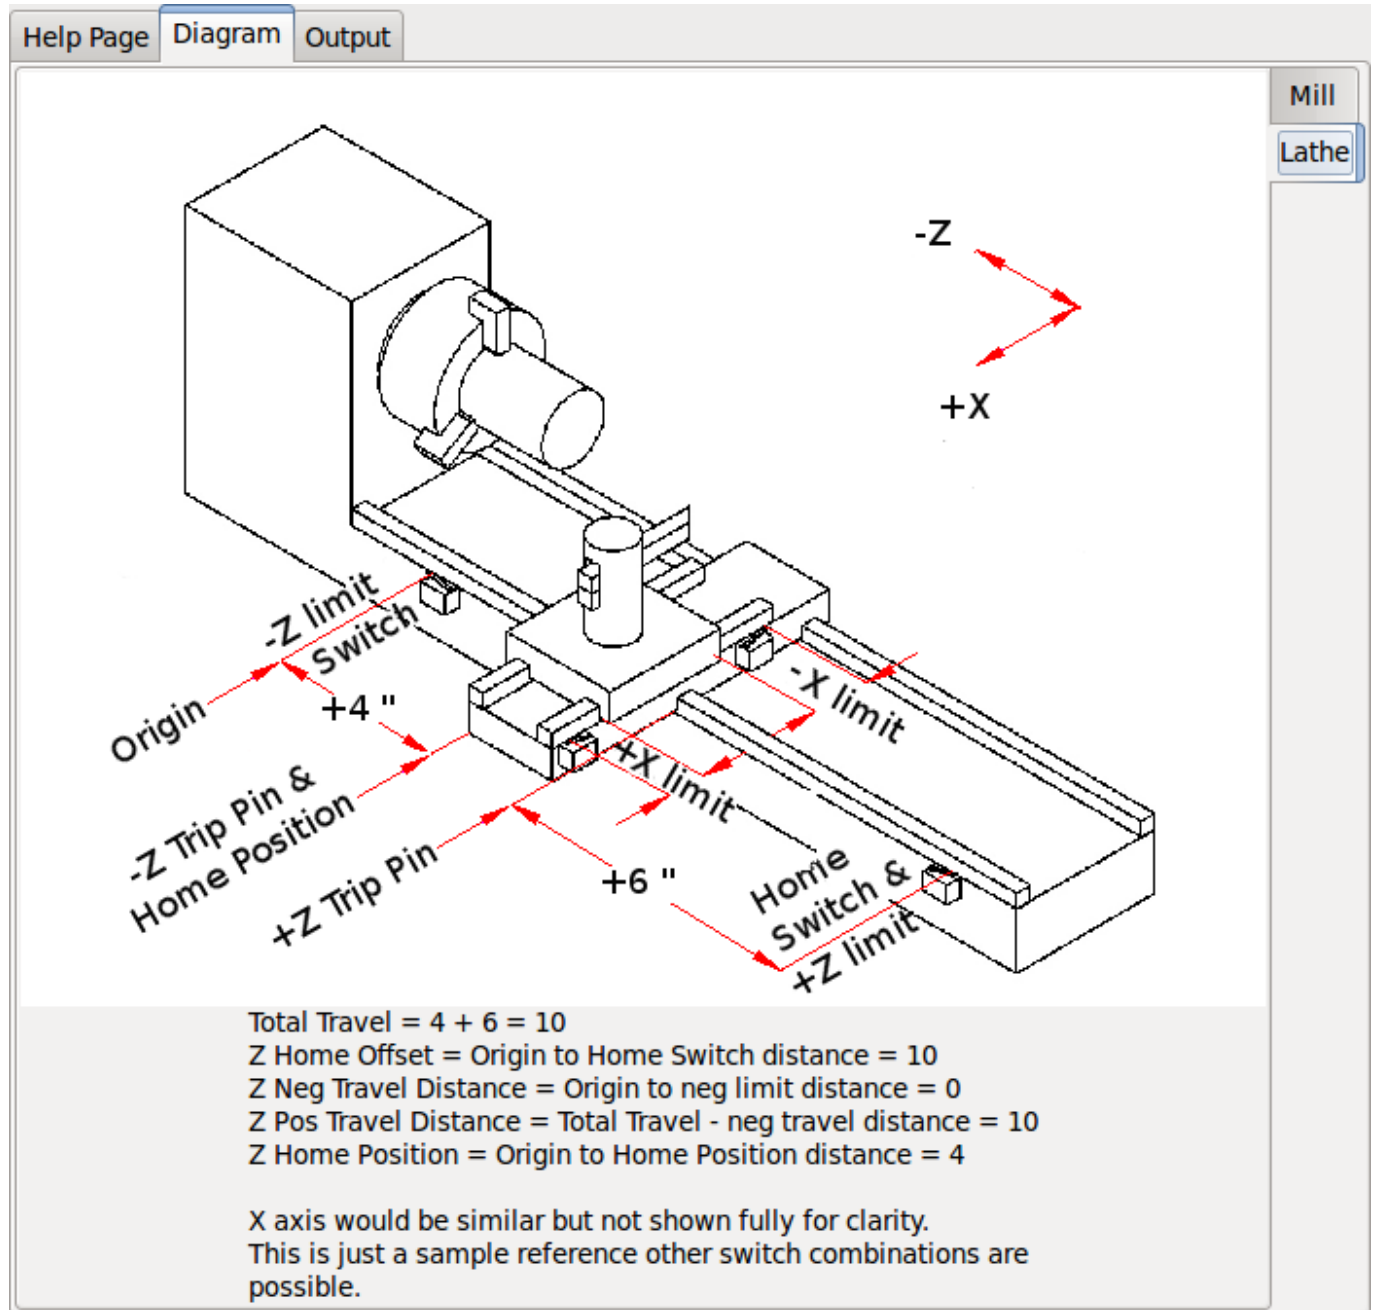 Help Page
Diagram
Output
Mill
Lathe
-Z
+X
-Z limit
Switch
Origin
+4 "
-X limit
+X limit
-Z Trip Pin &
Home Position
+Z Trip Pin
+6 "
Home
Switch &
+Z limit
Total Travel = 4 + 6 = 10
Z Home Offset = Origin to Home Switch distance = 10
Z Neg Travel Distance = Origin to neg limit distance = 0
Z Pos Travel Distance = Total Travel - neg travel distance = 10
Z Home Position = Origin to Home Position distance = 4
X axis would be similar but not shown fully for clarity.
This is just a sample reference other switch combinations are
possible.